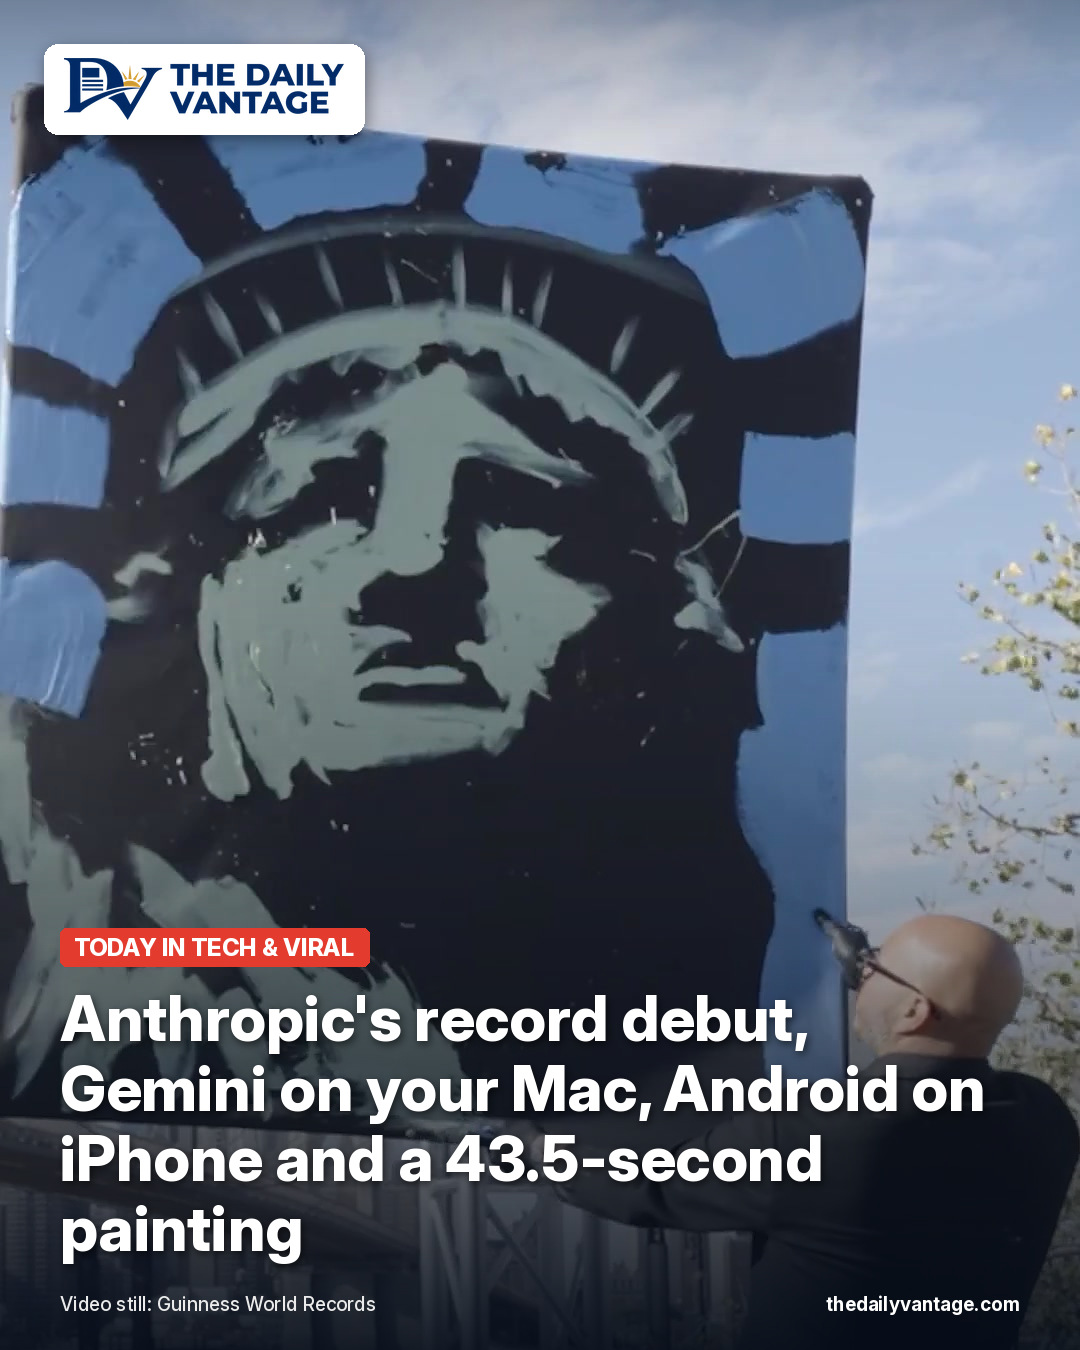 THE DAILY
VANTAGE
TODAY IN TECH & VIRAL
Anthropic's record debut,
Gemini on your Mac, Android on
iPhone and a 43.5-second
painting
Video still: Guinness World Records
thedailyvantage.com